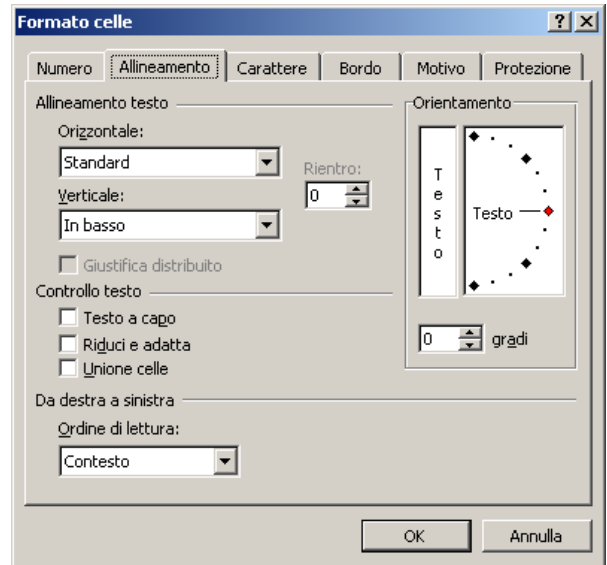 Formato celle
Numero Allineamento Carattere Bordo Motivo Protezione
Allineamento testo
Orizzontale:
Standard
Rientro:
0
Verticale:
In basso
Giustifica distribuito
Controllo testo
Testo a capo
Riduci e adatta
Unione celle
Da destra a sinistra
Ordine di lettura:
Contesto
Orientamento
Testo
Testo
0 gradi
OK Annulla